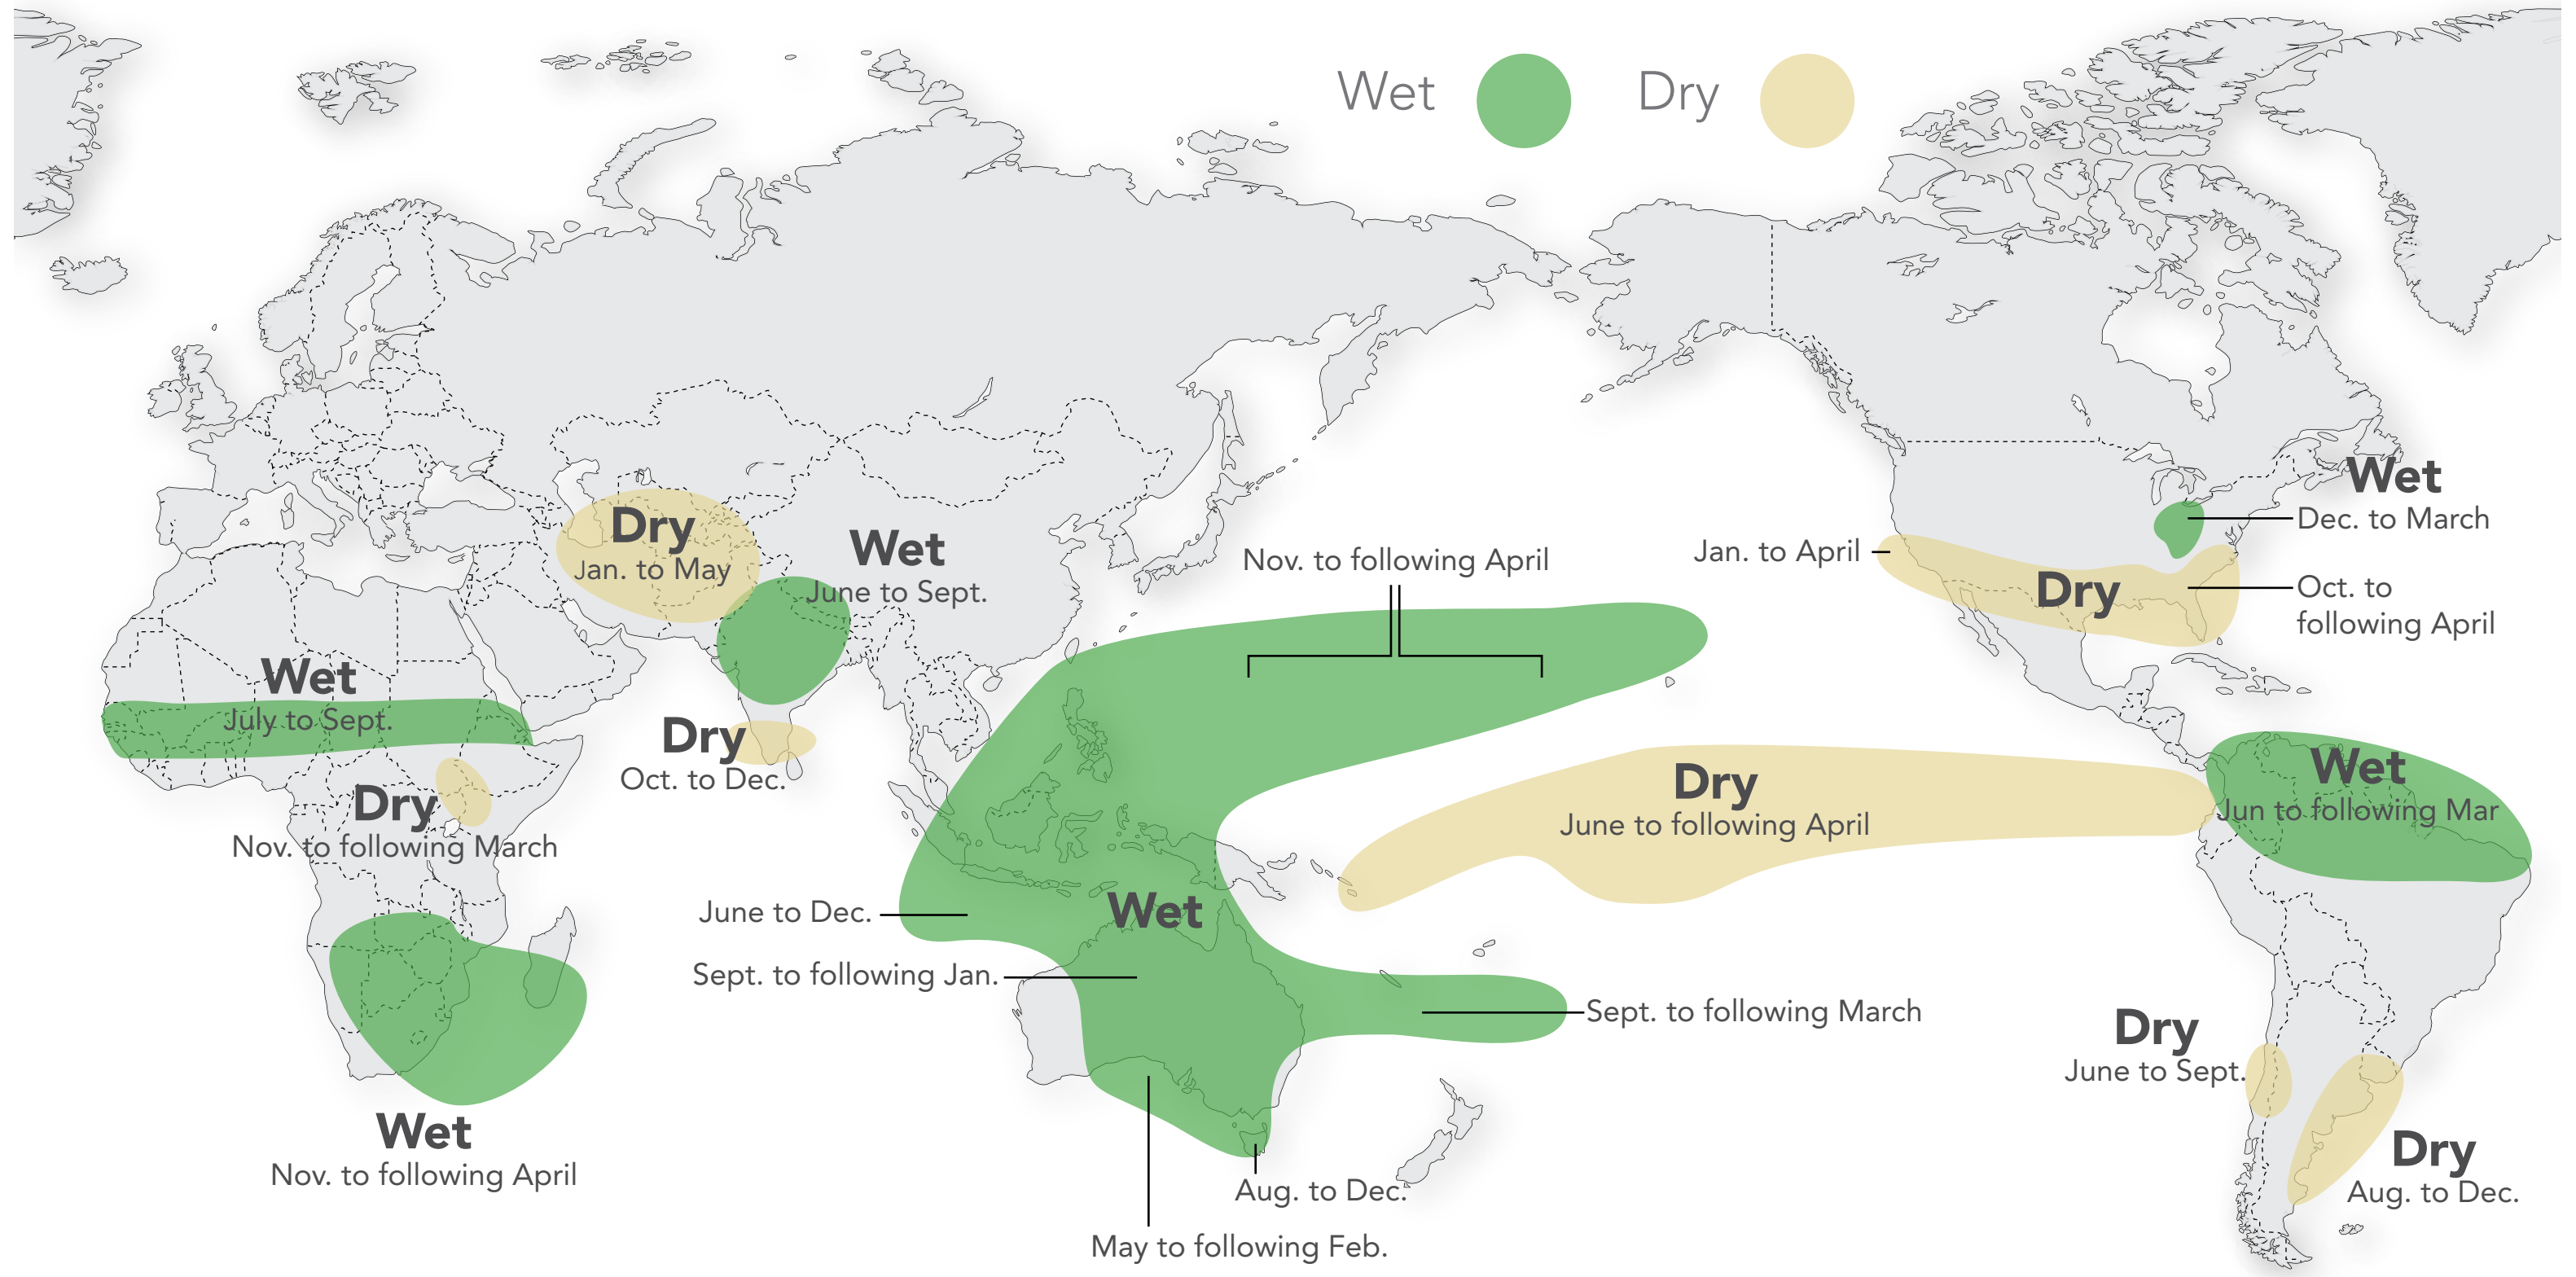 Wet
Dry
Wet
Dec. to March
Dry
Jan. to May
Wet
June to Sept.
Nov. to following April
Jan. to April
Dry
Oct. to
following April
Wet
July to Sept.
Dry
Oct. to Dec.
Dry
June to following April
Wet
Jun to following Mar
Dry
Nov. to following March
June to Dec.
Wet
Sept. to following Jan.
Sept. to following March
Dry
June to Sept.
Wet
Nov. to following April
Aug. to Dec.
Dry
Aug. to Dec.
May to following Feb.